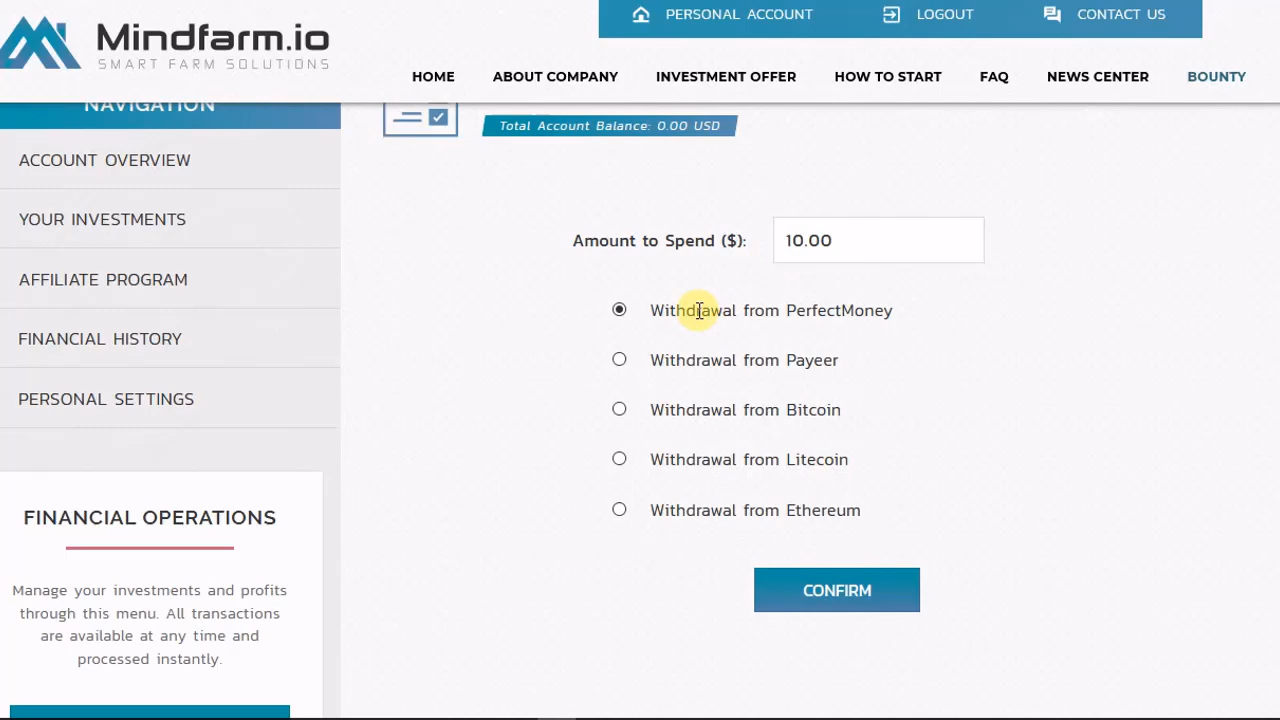 Mindfarm.io
SMART FARM SOLUTIONS
PERSONAL ACCOUNT
LOGOUT
CONTACT US
HOME
ABOUT COMPANY
INVESTMENT OFFER
HOW TO START
FAQ
NEWS CENTER
BOUNTY
NAVIGATION
ACCOUNT OVERVIEW
YOUR INVESTMENTS
AFFILIATE PROGRAM
FINANCIAL HISTORY
PERSONAL SETTINGS
FINANCIAL OPERATIONS
Manage your investments and profits
through this menu. All transactions
are available at any time and
processed instantly.
Total Account Balance: 0.00 USD
Amount to Spend ($): 10.00
Withdrawal from PerfectMoney
Withdrawal from Payeer
Withdrawal from Bitcoin
Withdrawal from Litecoin
Withdrawal from Ethereum
CONFIRM